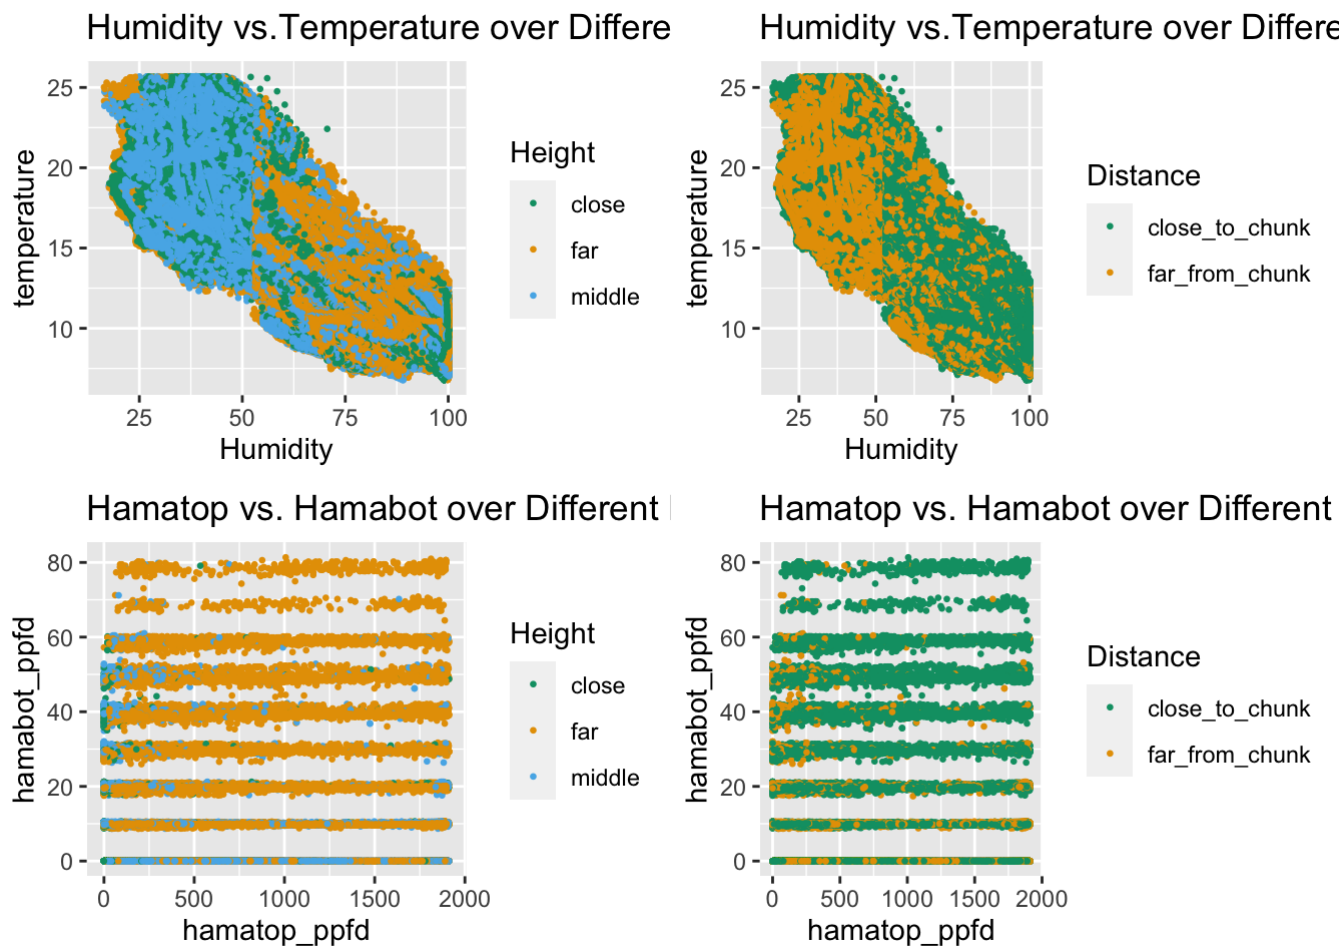 Humidity vs.Temperature over Differe
25
20
15
10
temperature
25 50 75 100
Humidity
Height
close
far
middle
Humidity vs.Temperature over Differe
25
20
15
10
temperature
25 50 75 100
Humidity
Distance
close_to_chunk
far_from_chunk
Hamatop vs. Hamabot over Different
80
60
40
20
0
hamabot_ppfd
0 500 1000 1500 2000
hamatop_ppfd
Height
close
far
middle
Hamatop vs. Hamabot over Different
80
60
40
20
0
hamabot_ppfd
0 500 1000 1500 2000
hamatop_ppfd
Distance
close_to_chunk
far_from_chunk